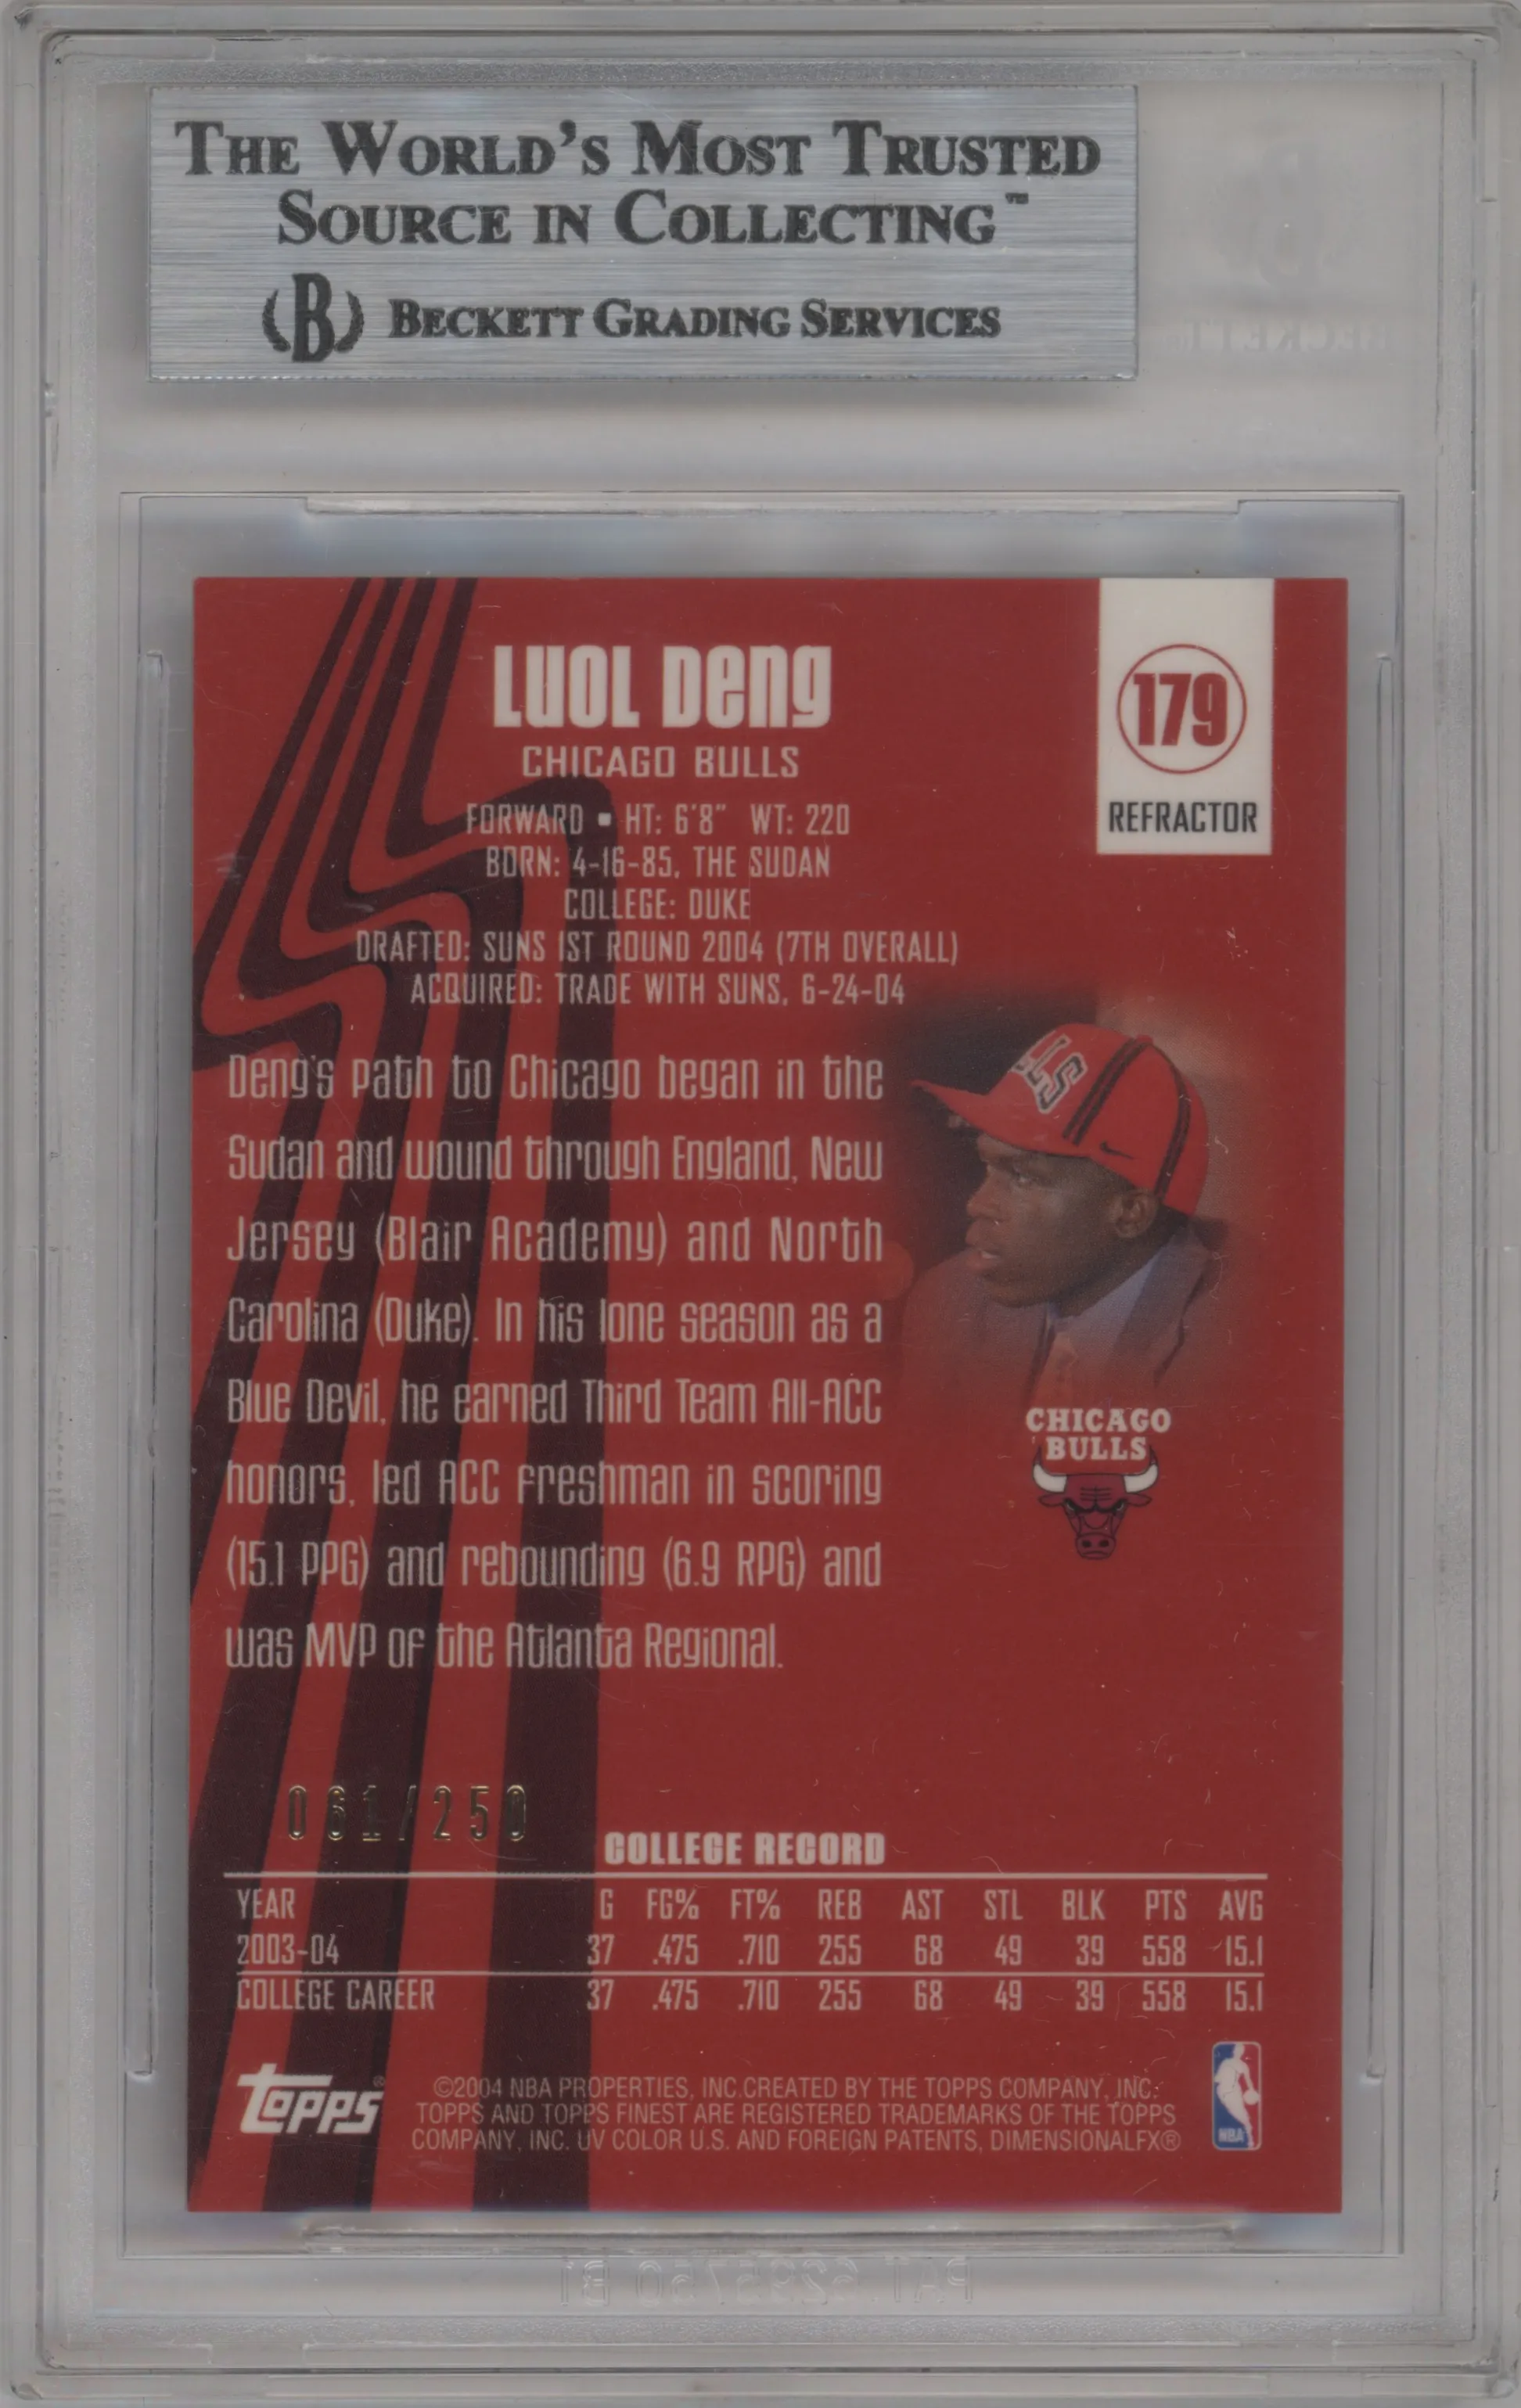 THE WORLD'S MOST TRUSTED
SOURCE IN COLLECTING™
B BECKETT GRADING SERVICES
LUOL DENG
CHICAGO BULLS
179
REFRACTOR
FORWARD ▪ HT: 6'8" WT: 220
BORN: 4-16-85, THE SUDAN
COLLEGE: DUKE
DRAFTED: SUNS 1ST ROUND 2004 (7TH OVERALL)
ACQUIRED: TRADE WITH SUNS, 6-24-04
Deng's path to Chicago began in the
Sudan and wound through England, New
Jersey (Blair Academy) and North
Carolina (Duke). In his lone season as a
Blue Devil, he earned Third Team All-ACC
honors, led ACC freshman in scoring
(15.1 PPG) and rebounding (6.9 RPG) and
was MVP of the Atlanta Regional.
CHICAGO
BULLS
061/250
COLLEGE RECORD
YEAR G FG% FT% REB AST STL BLK PTS AVG
2003-04 37 .475 .710 255 68 49 39 558 15.1
COLLEGE CAREER 37 .475 .710 255 68 49 39 558 15.1
topps®
©2004 NBA PROPERTIES, INC.CREATED BY THE TOPPS COMPANY, INC.
TOPPS AND TOPPS FINEST ARE REGISTERED TRADEMARKS OF THE TOPPS
COMPANY, INC. UV COLOR U.S. AND FOREIGN PATENTS, DIMENSIONALFX®
NBA
PAT. 6295750 B1